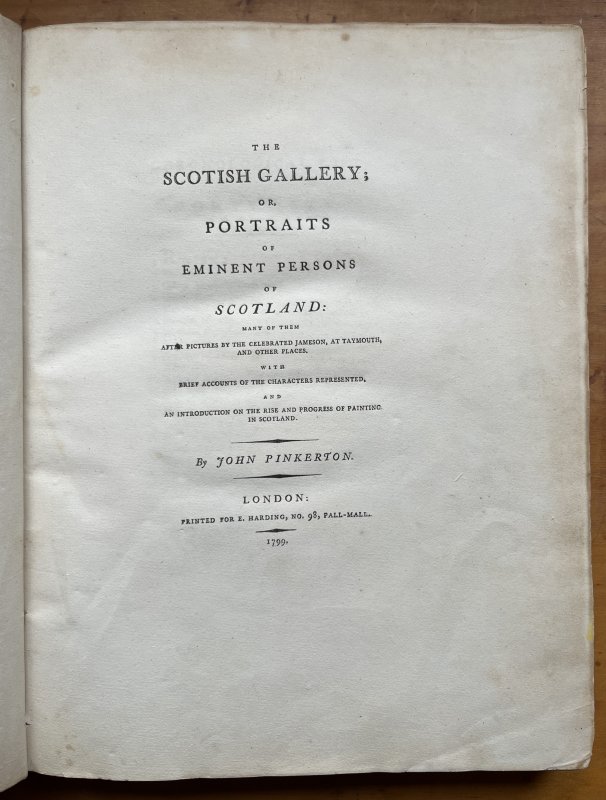 THE
SCOTISH GALLERY;
OR,
PORTRAITS
OF
EMINENT PERSONS
OF
SCOTLAND:
MANY OF THEM
AFTER PICTURES BY THE CELEBRATED JAMESON, AT TAYMOUTH,
AND OTHER PLACES.
WITH
BRIEF ACCOUNTS OF THE CHARACTERS REPRESENTED,
AND
AN INTRODUCTION ON THE RISE AND PROGRESS OF PAINTING
IN SCOTLAND.
By JOHN PINKERTON.
LONDON:
PRINTED FOR E. HARDING, NO. 98, PALL-MALL.
1799.